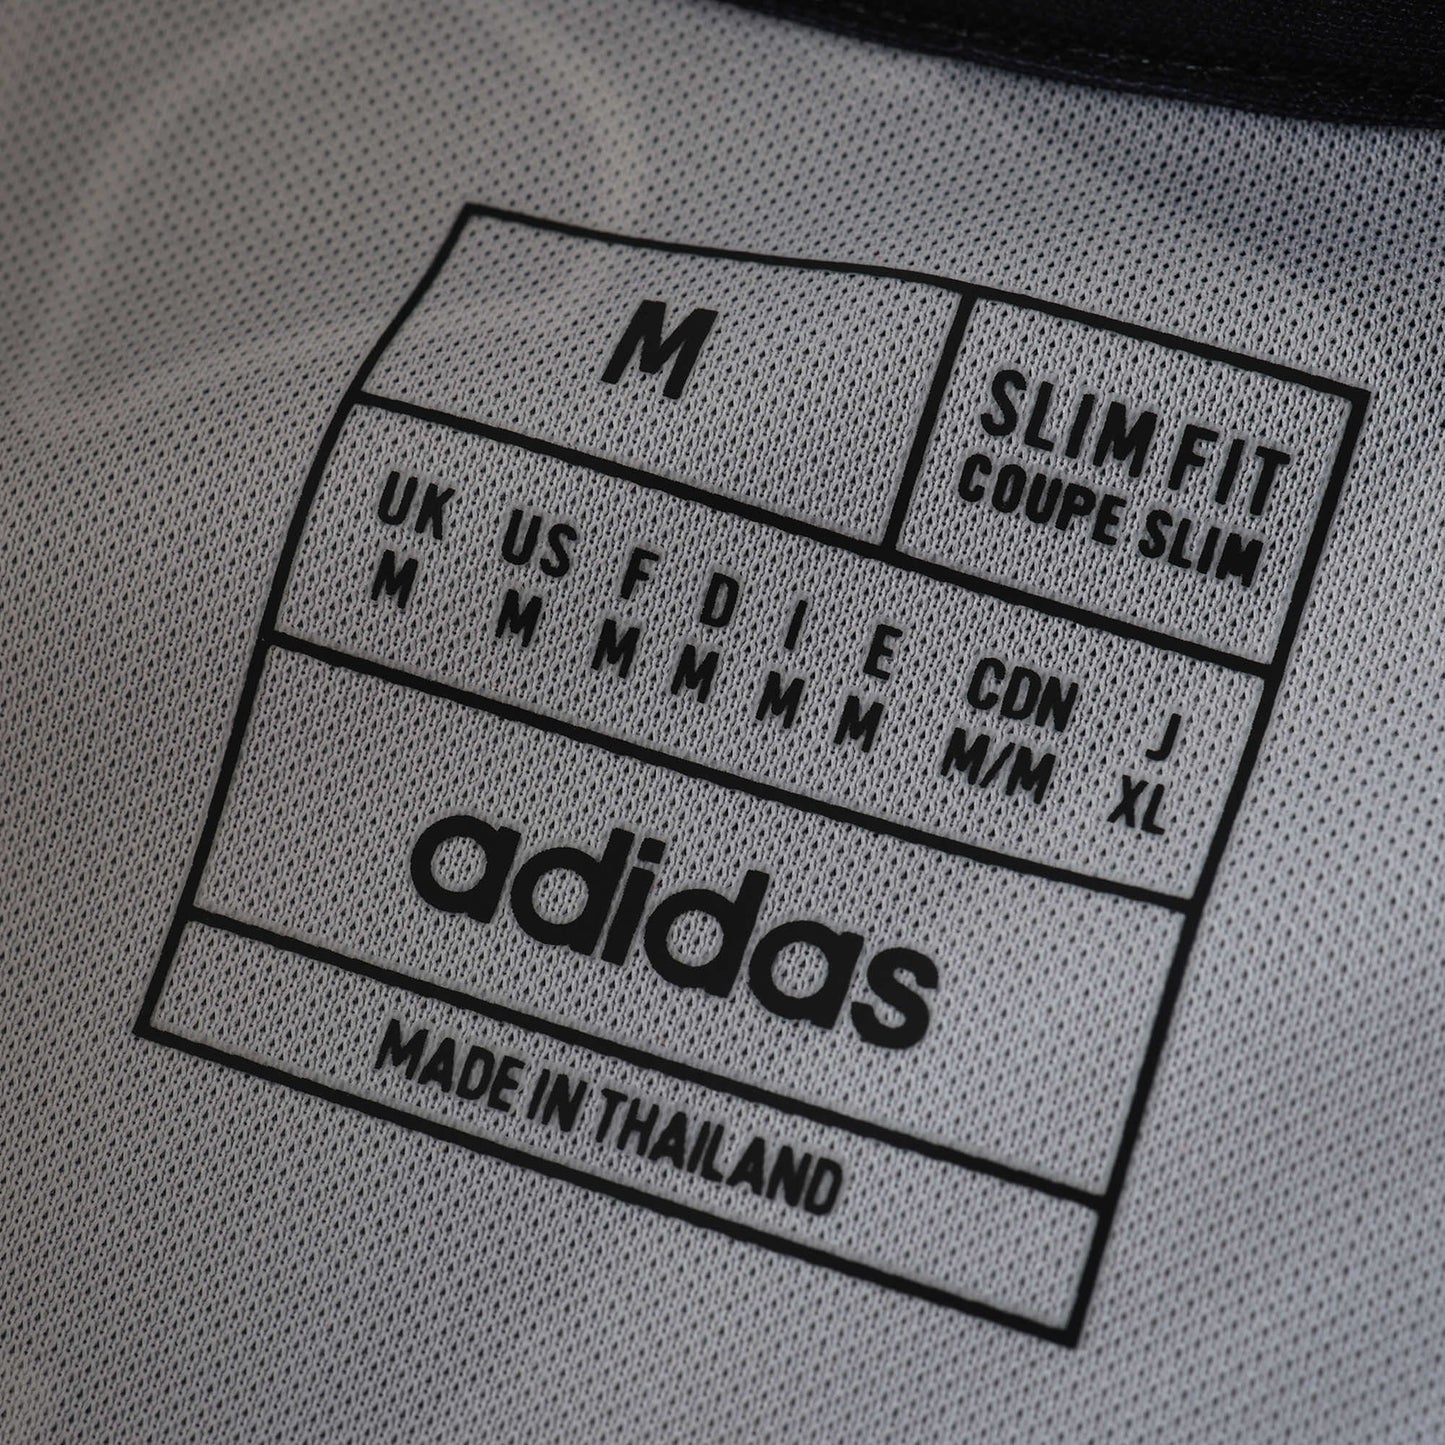 M
SLIM FIT
COUPE SLIM
UK US F D I E CDN J
M M M M M M M/M XL
adidas
MADE IN THAILAND